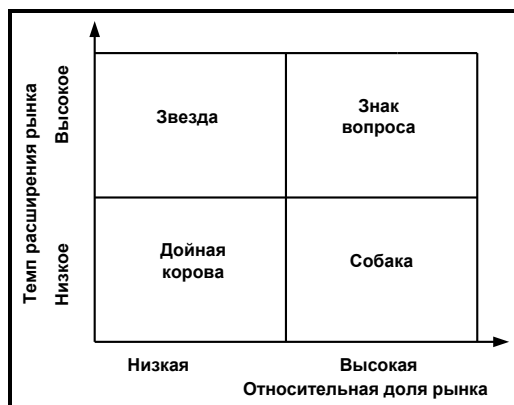 Темп расширения рынка
Высокое
Низкое
Звезда
Знак
вопроса
Дойная
корова
Собака
Низкая
Высокая
Относительная доля рынка